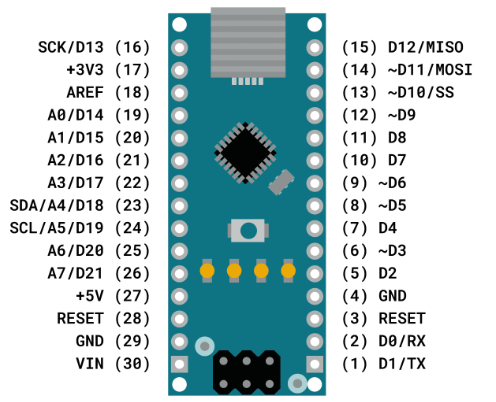 SCK/D13 (16) (15) D12/MISO
+3V3 (17) (14) ~D11/MOSI
AREF (18) (13) ~D10/SS
A0/D14 (19) (12) ~D9
A1/D15 (20) (11) D8
A2/D16 (21) (10) D7
A3/D17 (22) (9) ~D6
SDA/A4/D18 (23) (8) ~D5
SCL/A5/D19 (24) (7) D4
A6/D20 (25) (6) ~D3
A7/D21 (26) (5) D2
+5V (27) (4) GND
RESET (28) (3) RESET
GND (29) (2) D0/RX
VIN (30) (1) D1/TX